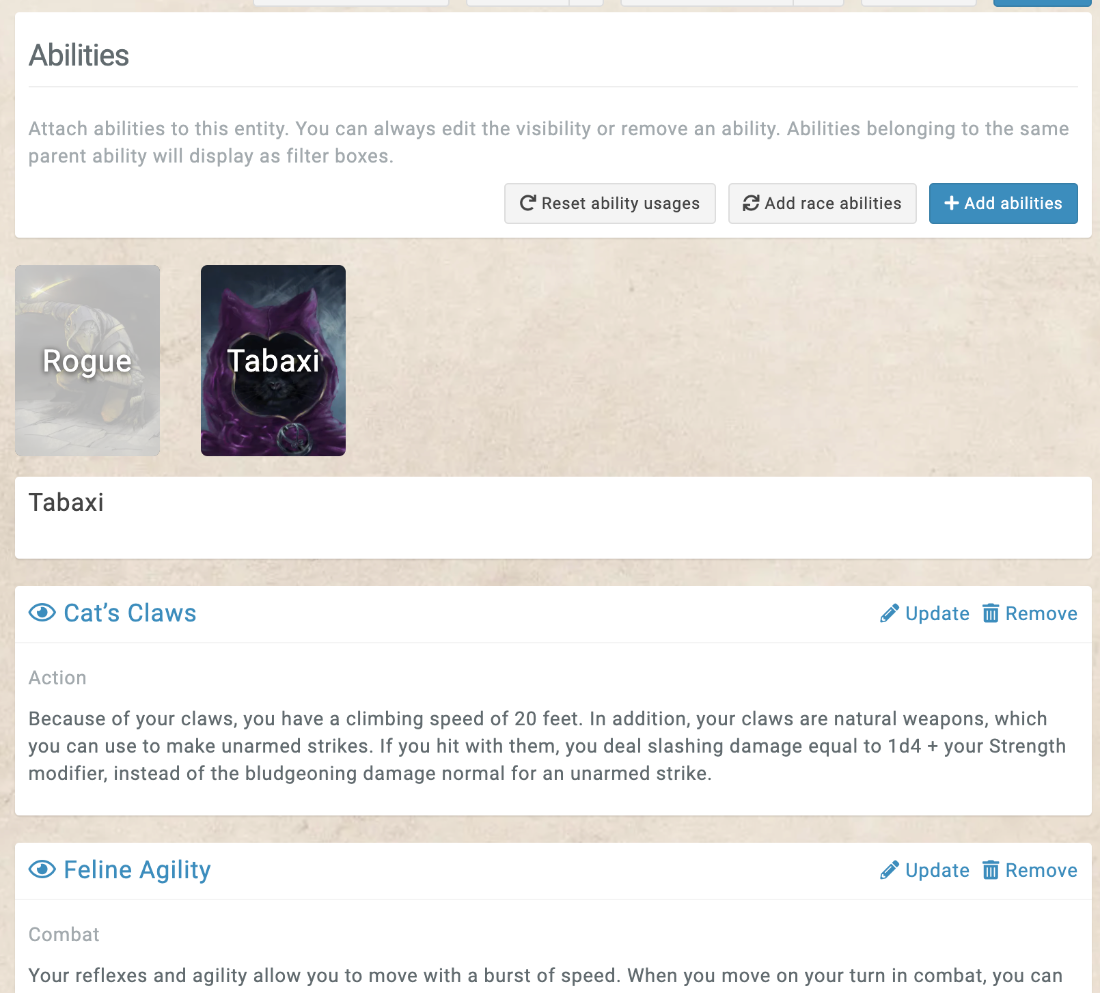 Abilities
Attach abilities to this entity. You can always edit the visibility or remove an ability. Abilities belonging to the same
parent ability will display as filter boxes.
Reset ability usages Add race abilities Add abilities
Rogue Tabaxi
Tabaxi
Cat’s Claws Update Remove
Action
Because of your claws, you have a climbing speed of 20 feet. In addition, your claws are natural weapons, which
you can use to make unarmed strikes. If you hit with them, you deal slashing damage equal to 1d4 + your Strength
modifier, instead of the bludgeoning damage normal for an unarmed strike.
Feline Agility Update Remove
Combat
Your reflexes and agility allow you to move with a burst of speed. When you move on your turn in combat, you can